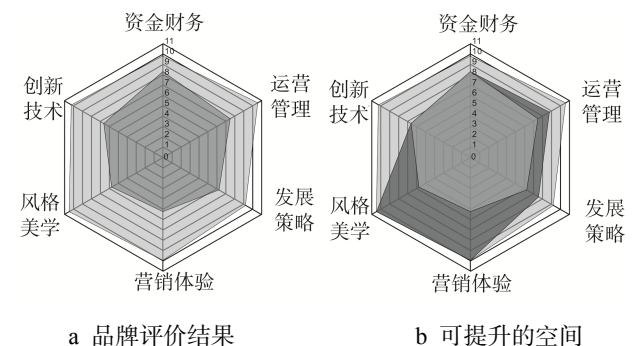 资金财务
11
10
9
8
7
6
5
4
3
2
1
0
运营
管理
发展
策略
营销体验
风格
美学
创新
技术
a 品牌评价结果
资金财务
11
10
9
8
7
6
5
4
3
2
1
0
运营
管理
发展
策略
营销体验
风格
美学
创新
技术
b 可提升的空间